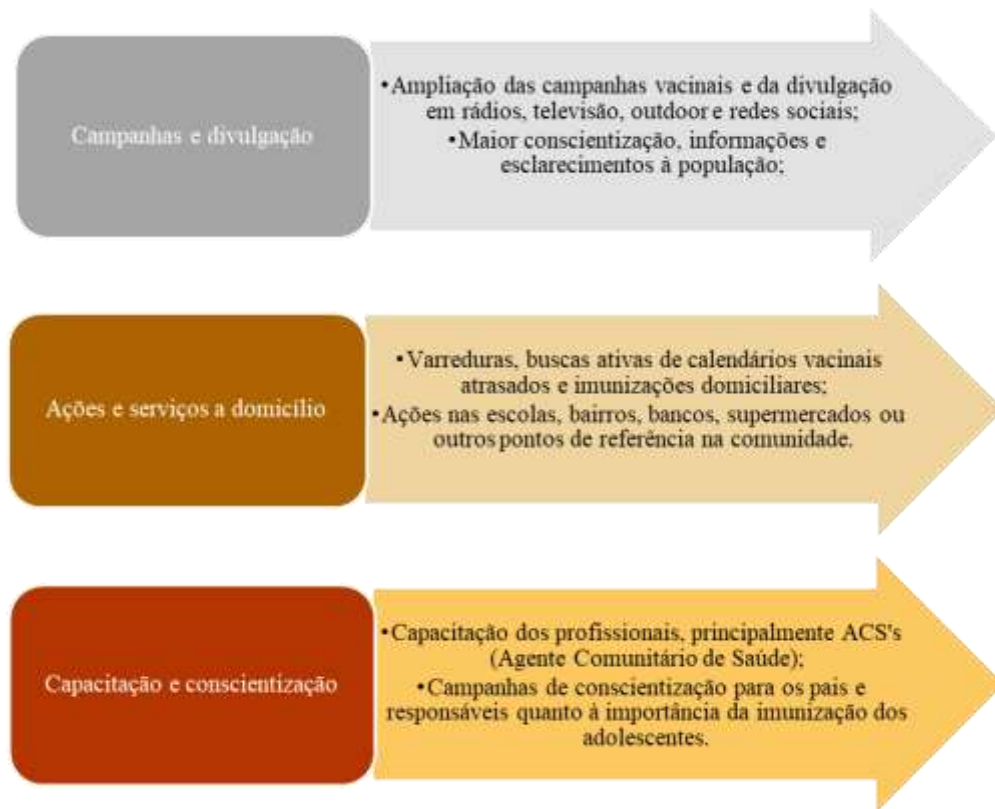 Campanhas e divulgação
•Ampliação das campanhas vacinais e da divulgação
em rádios, televisão, outdoor e redes sociais;
•Maior conscientização, informações e
esclarecimentos à população;
Ações e serviços a domicílio
•Varreduras, buscas ativas de calendários vacinais
atrasados e imunizações domiciliares;
•Ações nas escolas, bairros, bancos, supermercados ou
outros pontos de referência na comunidade.
Capacitação e conscientização
•Capacitação dos profissionais, principalmente ACS's
(Agente Comunitário de Saúde);
•Campanhas de conscientização para os pais e
responsáveis quanto à importância da imunização dos
adolescentes.